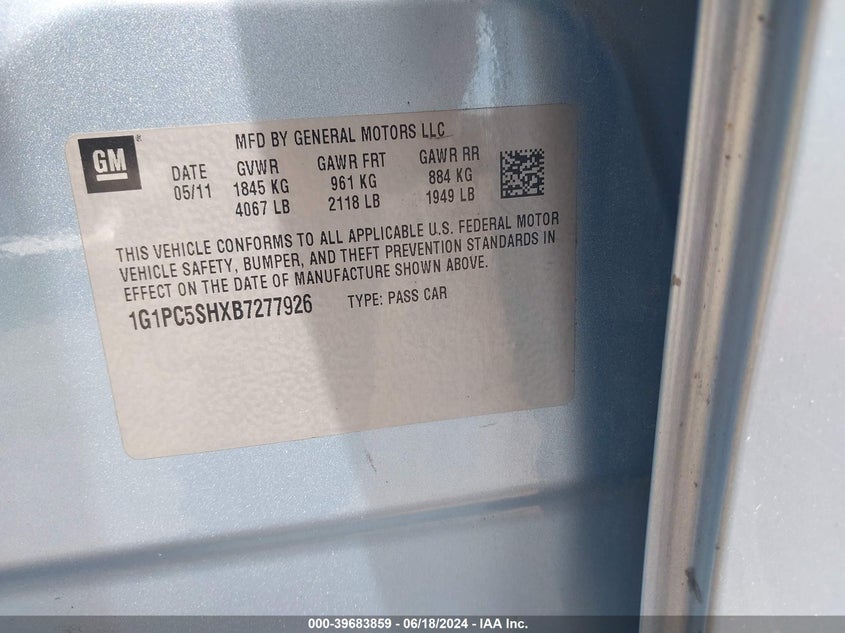 GM
MFD BY GENERAL MOTORS LLC
DATE GVWR GAWR FRT GAWR RR
05/11 1845 KG 961 KG 884 KG
4067 LB 2118 LB 1949 LB
THIS VEHICLE CONFORMS TO ALL APPLICABLE U.S. FEDERAL MOTOR
VEHICLE SAFETY, BUMPER, AND THEFT PREVENTION STANDARDS IN
EFFECT ON THE DATE OF MANUFACTURE SHOWN ABOVE.
1G1PC5SHXB7277926 TYPE: PASS CAR
000-39683859 - 06/18/2024 - IAA Inc.